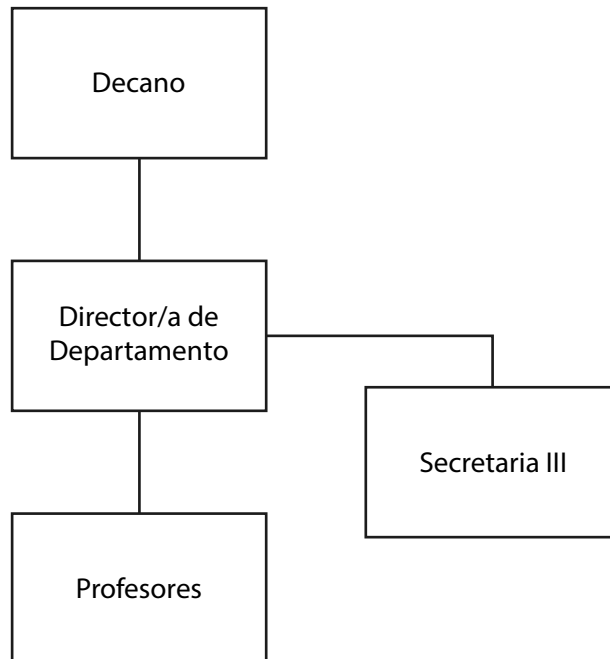 Decano
Director/a de
Departamento
Secretaria III
Profesores